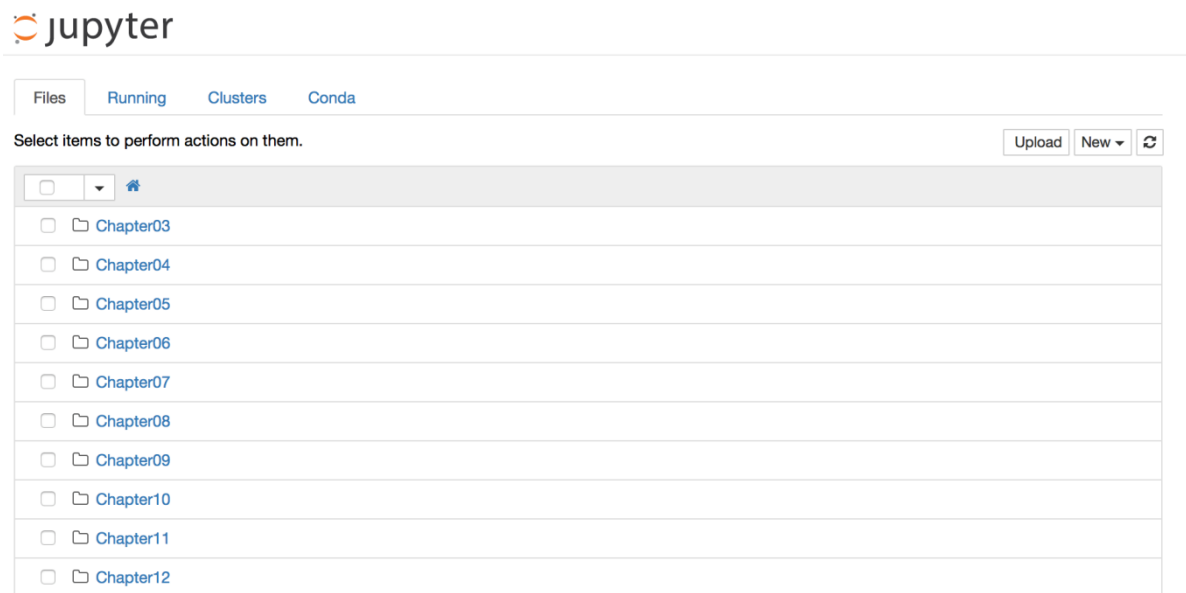 jupyter
Files Running Clusters Conda
Select items to perform actions on them. Upload New
Chapter03
Chapter04
Chapter05
Chapter06
Chapter07
Chapter08
Chapter09
Chapter10
Chapter11
Chapter12